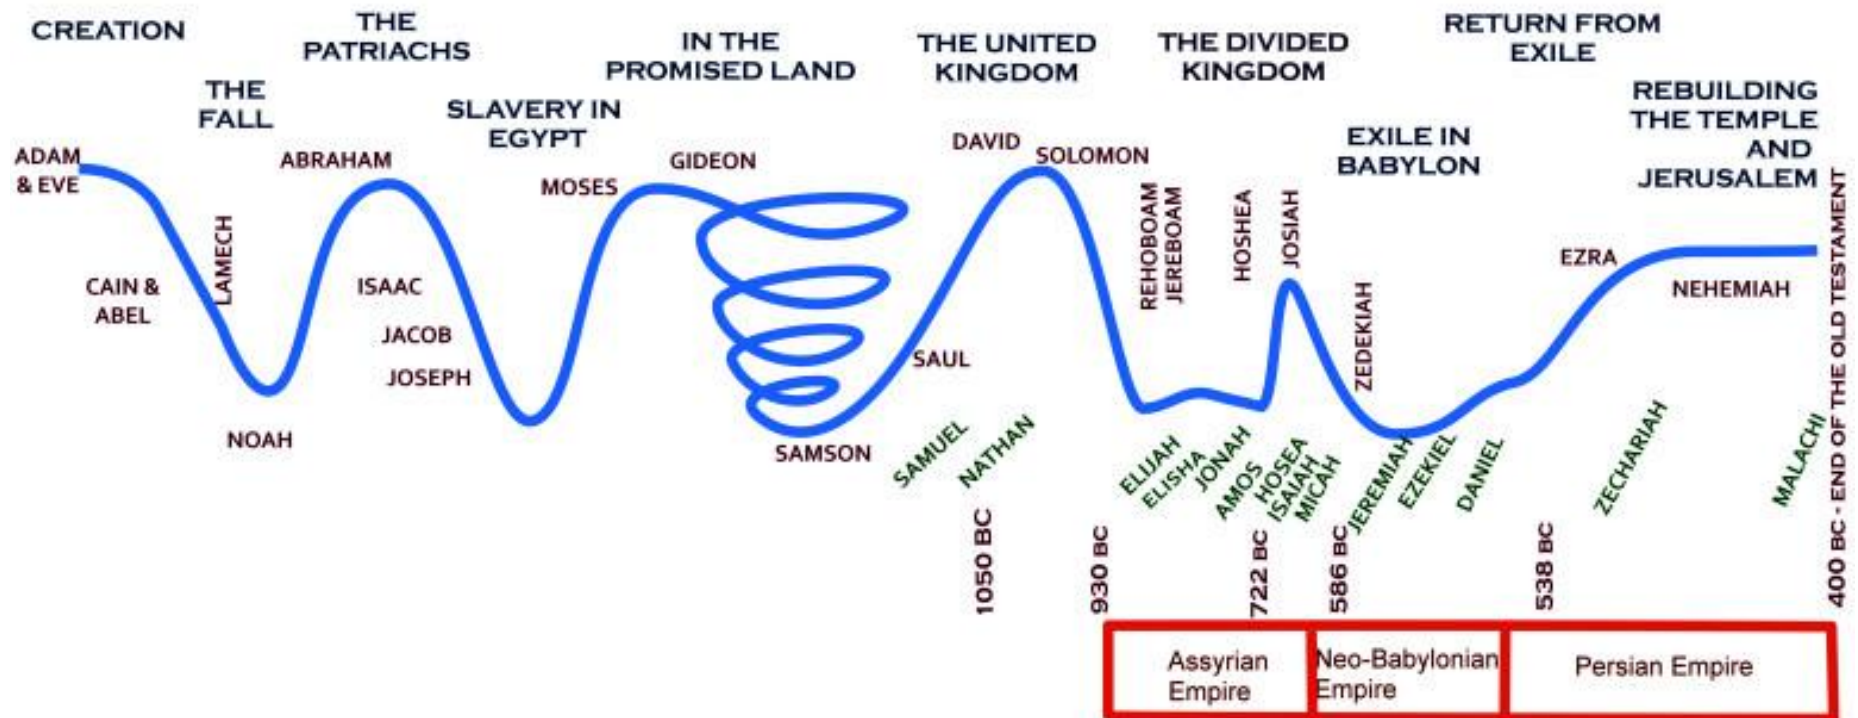 CREATION
THE
FALL
THE
PATRIACHS
SLAVERY IN
EGYPT
IN THE
PROMISED LAND
THE UNITED
KINGDOM
THE DIVIDED
KINGDOM
EXILE IN
BABYLON
RETURN FROM
EXILE
REBUILDING
THE TEMPLE
AND
JERUSALEM
ADAM
& EVE
CAIN &
ABEL
LAMECH
NOAH
ABRAHAM
ISAAC
JACOB
JOSEPH
MOSES
GIDEON
SAMSON
SAUL
DAVID
SOLOMON
REHOBOAM
JEREBOAM
HOSHEA
JOSIAH
ZEDEKIAH
EZRA
NEHEMIAH
SAMUEL
NATHAN
ELIJAH
ELISHA
JONAH
AMOS
HOSEA
ISAIAH
MICAH
JEREMIAH
EZEKIEL
DANIEL
ZECHARIAH
MALACHI
1050 BC
930 BC
722 BC
586 BC
538 BC
400 BC - END OF THE OLD TESTAMENT
Assyrian
Empire
Neo-Babylonian
Empire
Persian Empire